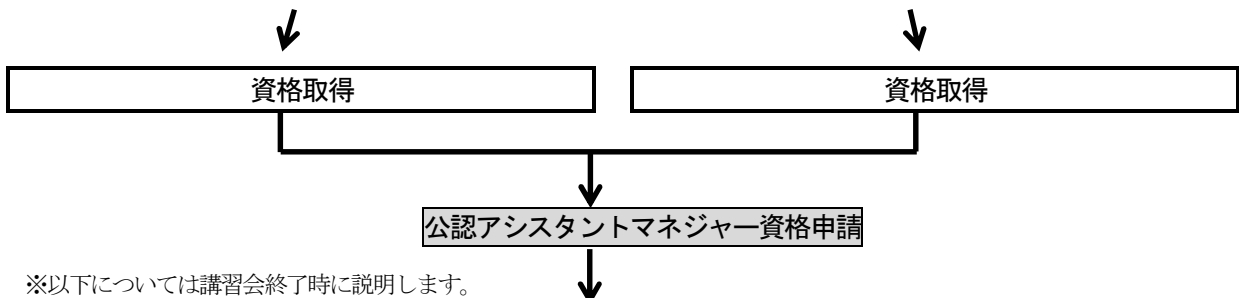 資格取得
資格取得
公認アシスタントマネジャー資格申請
※以下については講習会終了時に説明します。